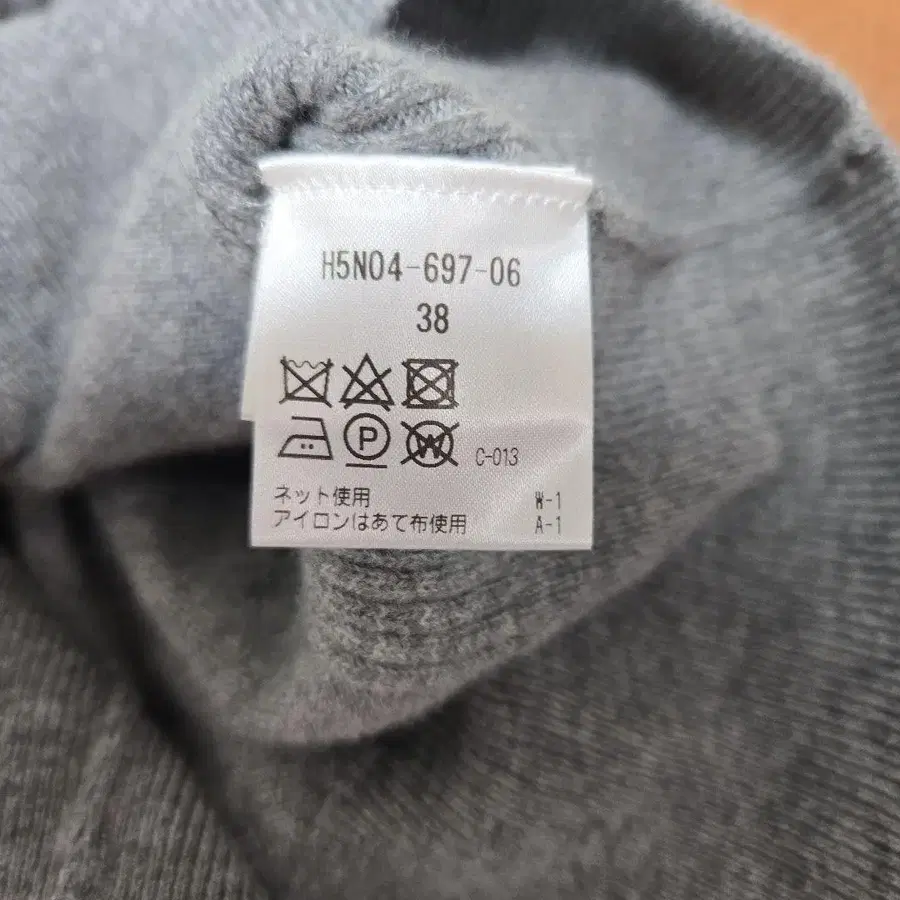 H5N04-697-06
38
P W C-013
ネット使用 W-1
アイロンはあて布使用 A-1